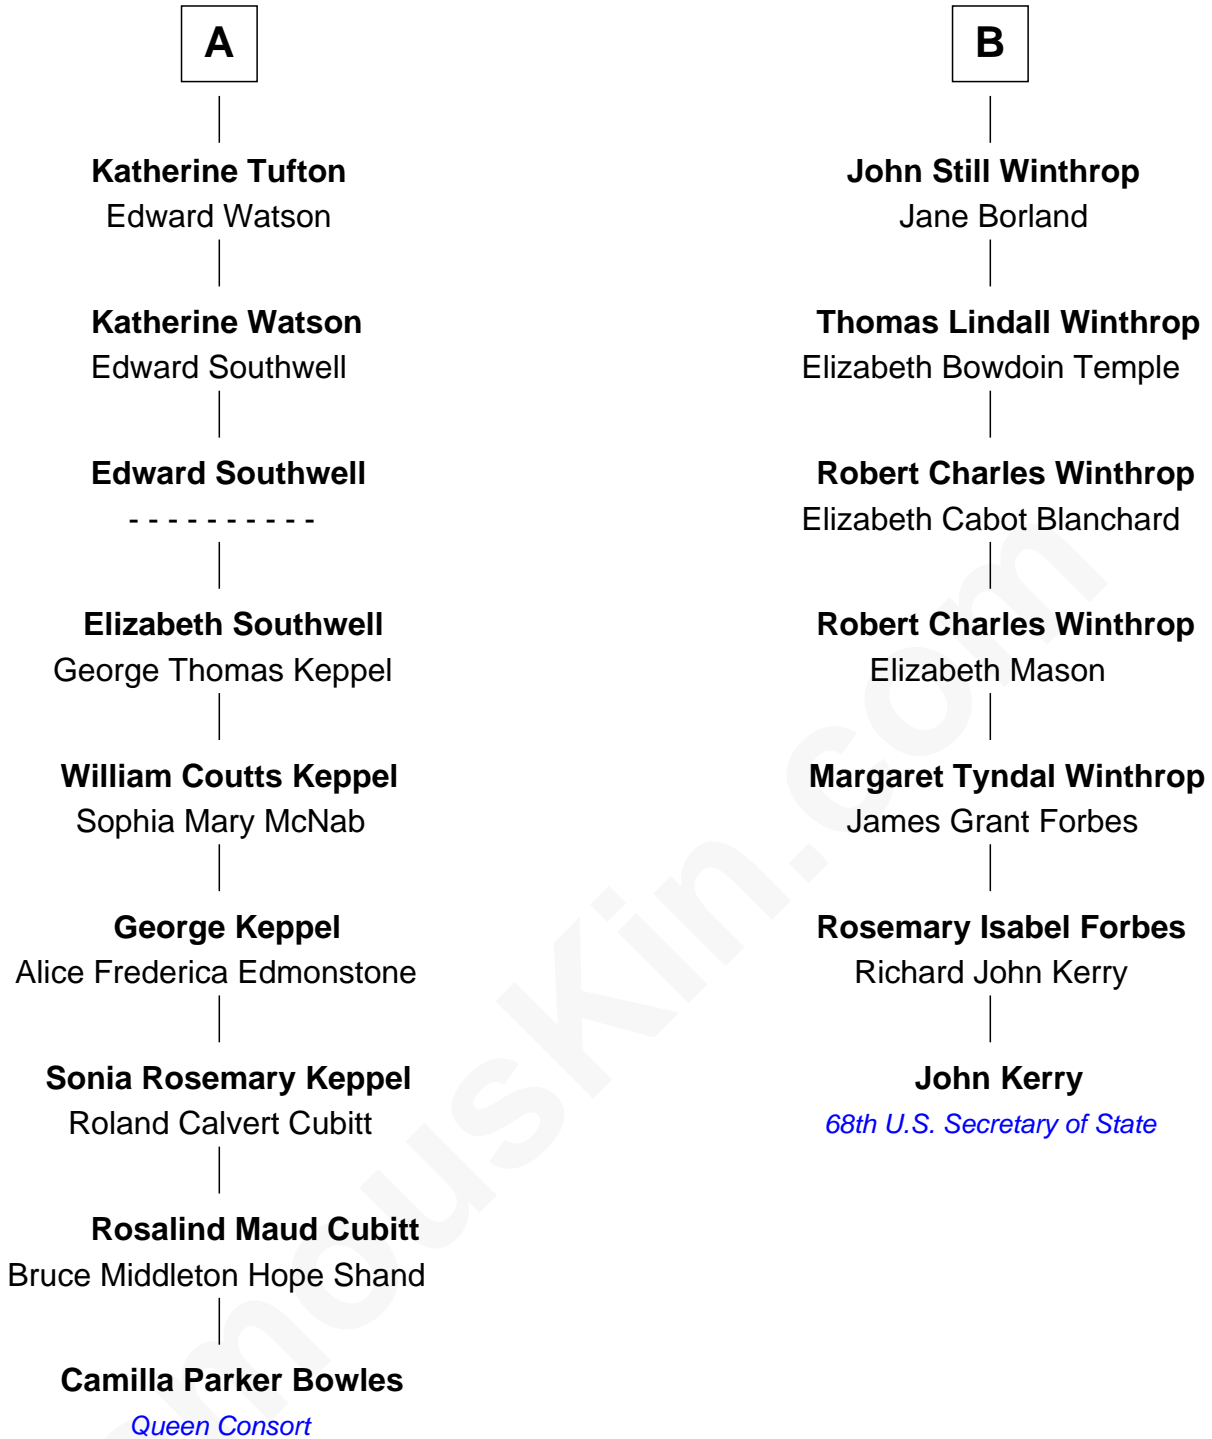 A
Katherine Tufton
Edward Watson
Katherine Watson
Edward Southwell
Edward Southwell
- - - - - - - - - -
Elizabeth Southwell
George Thomas Keppel
William Coutts Keppel
Sophia Mary McNab
George Keppel
Alice Frederica Edmonstone
Sonia Rosemary Keppel
Roland Calvert Cubitt
Rosalind Maud Cubitt
Bruce Middleton Hope Shand
Camilla Parker Bowles
Queen Consort
B
John Still Winthrop
Jane Borland
Thomas Lindall Winthrop
Elizabeth Bowdoin Temple
Robert Charles Winthrop
Elizabeth Cabot Blanchard
Robert Charles Winthrop
Elizabeth Mason
Margaret Tyndal Winthrop
James Grant Forbes
Rosemary Isabel Forbes
Richard John Kerry
John Kerry
68th U.S. Secretary of State
mouskin.com